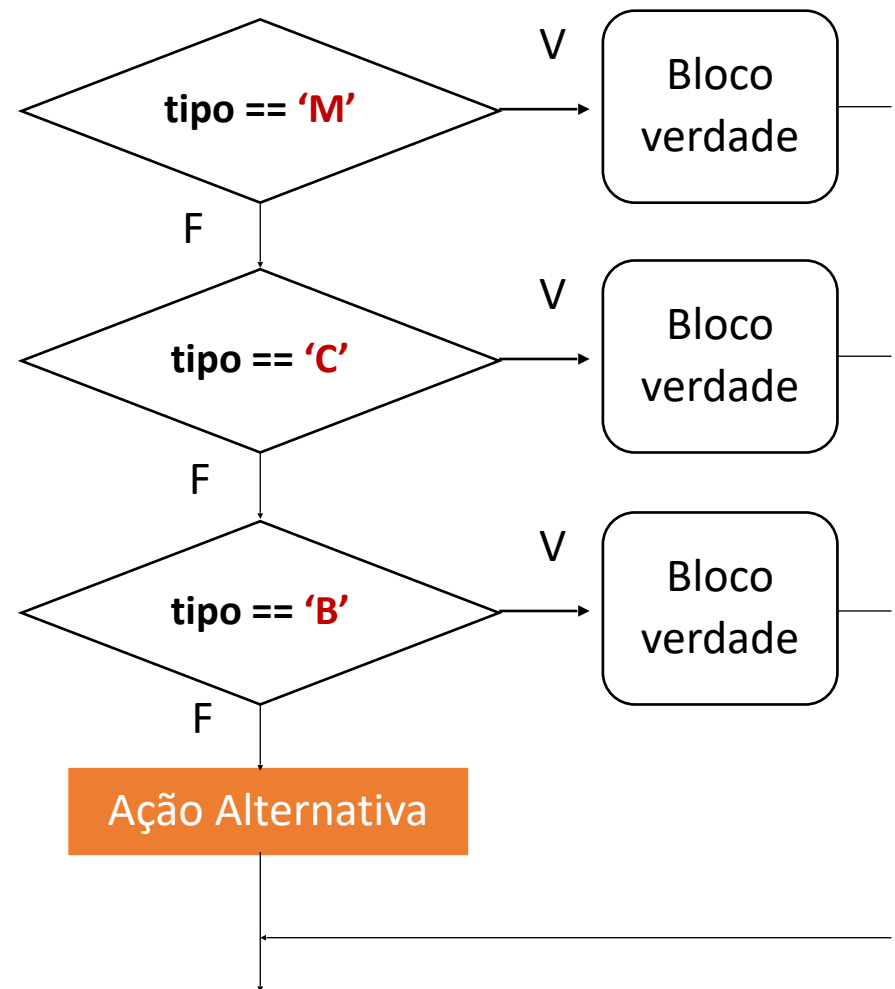 V
tipo == ‘M’
Bloco
verdade
F
V
tipo == ‘C’
Bloco
verdade
F
V
tipo == ‘B’
Bloco
verdade
F
Ação Alternativa